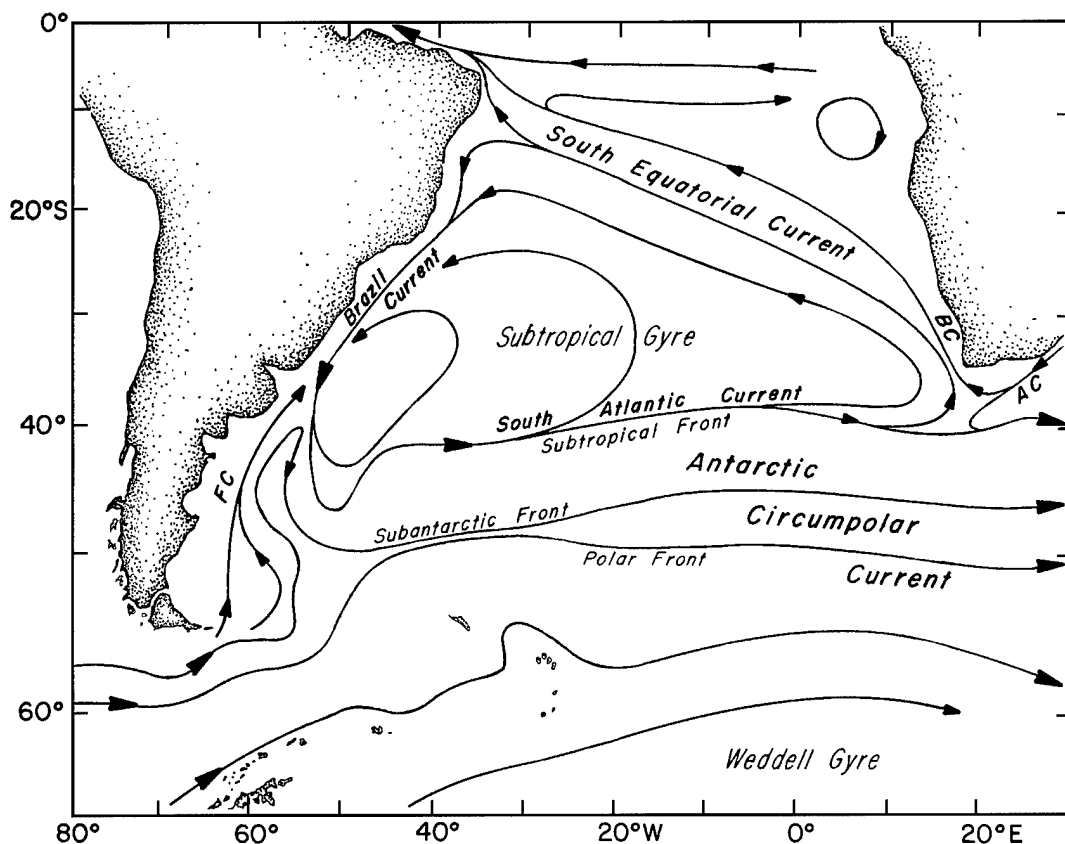 0°
20°S
40°
60°
80°
60°
40°
20°W
0°
20°E
South Equatorial Current
Brazil
Current
Subtropical Gyre
BC
AC
South Atlantic Current
Subtropical Front
FC
Antarctic
Circumpolar
Current
Subantarctic Front
Polar Front
Weddell Gyre